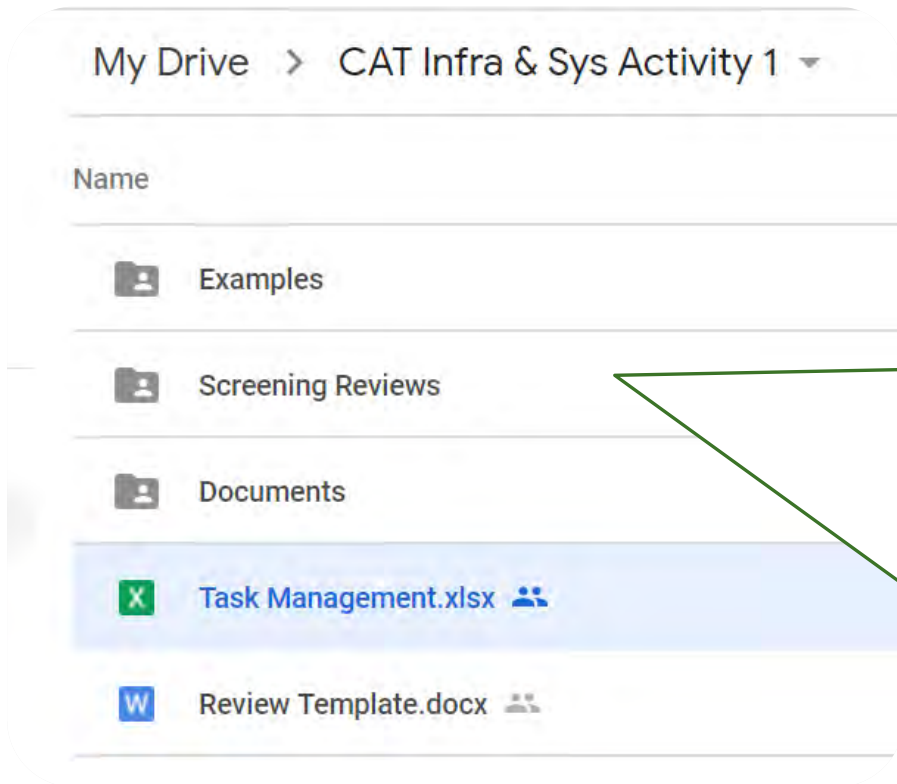 My Drive > CAT Infra & Sys Activity 1
Name
Examples
Screening Reviews
Documents
X Task Management.xlsx
W Review Template.docx